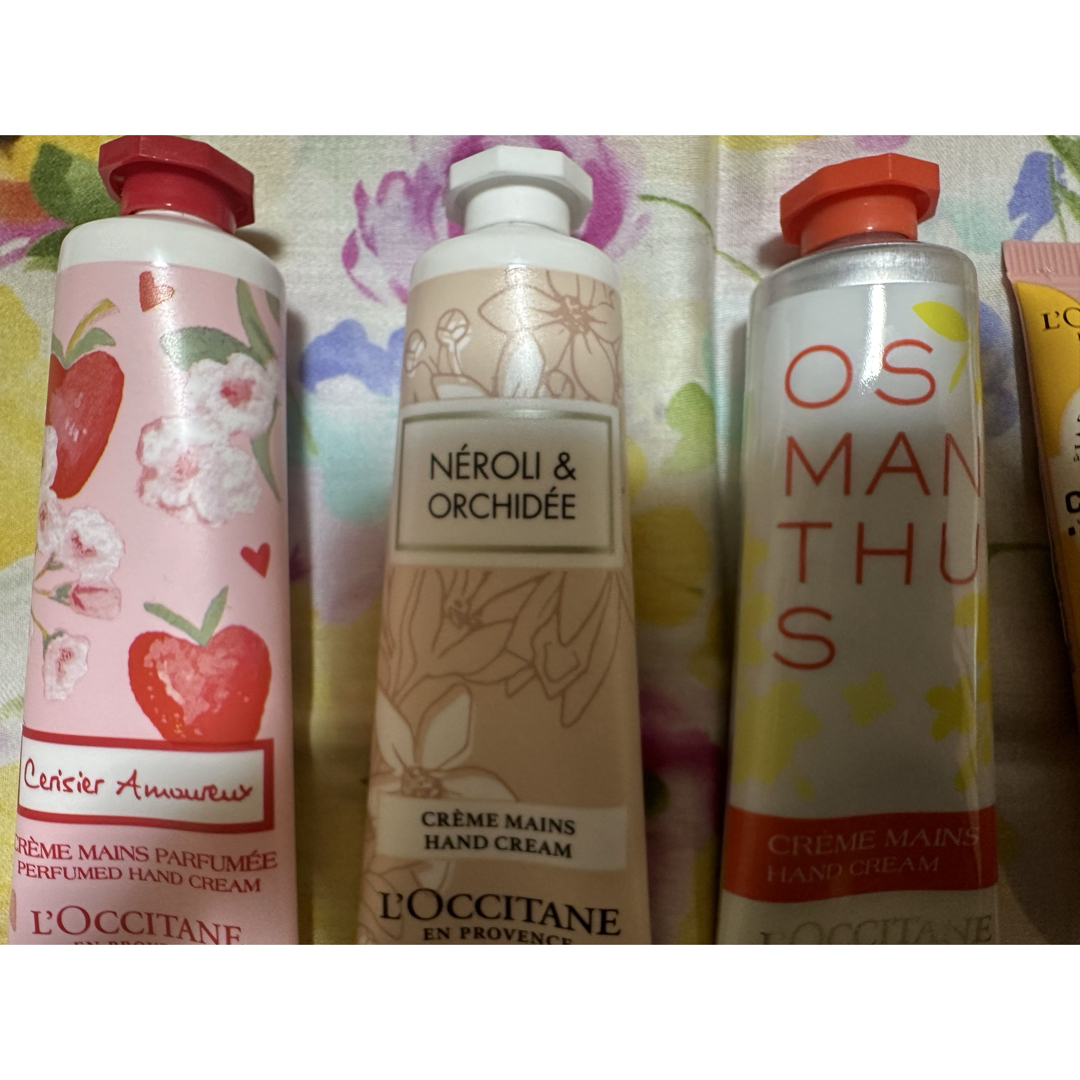 Cerisier Amoureux
CRÈME MAINS PARFUMÉE
PERFUMED HAND CREAM
L'OCCITANE
NÉROLI &
ORCHIDÉE
CRÈME MAINS
HAND CREAM
L'OCCITANE
EN PROVENCE
OS
MAN
THU
S
CRÈME MAINS
HAND CREAM
L'OCCITANE